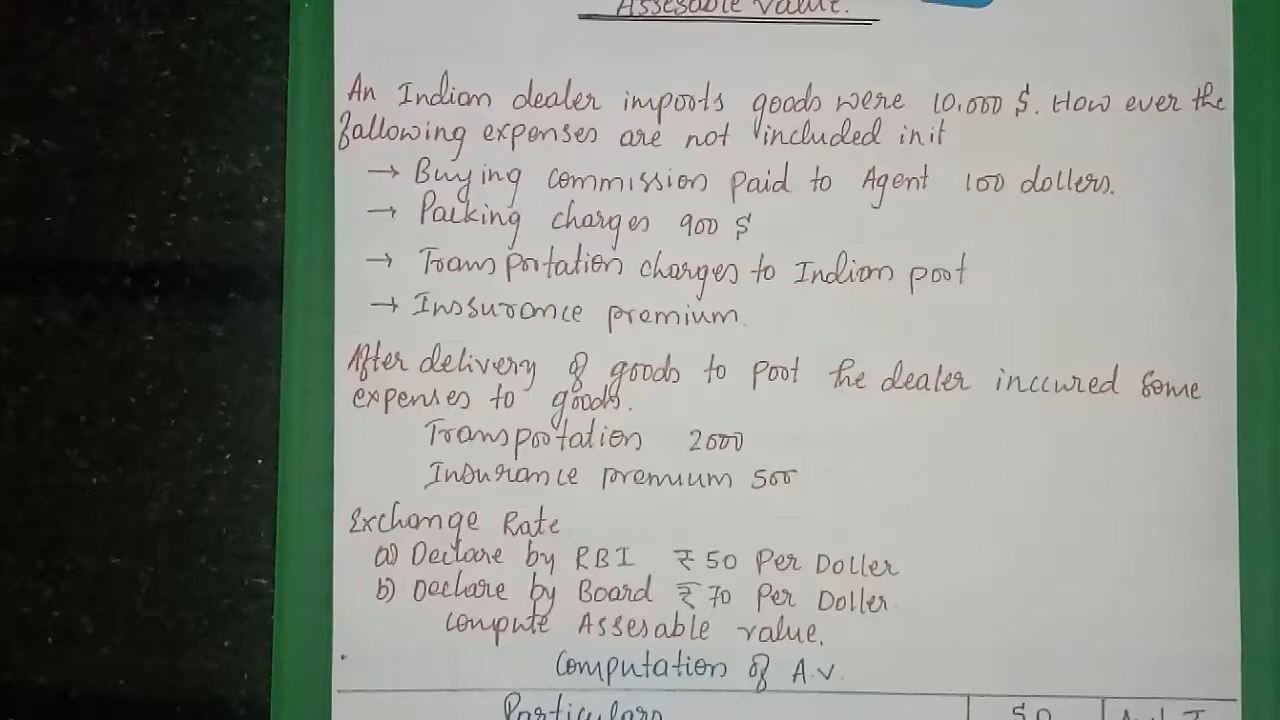 Assesable Value.
An Indian dealer imports goods were 10,000 $. How ever the
fallowing expenses are not included in it
→ Buying commission paid to Agent 100 dollers.
→ Packing charges 900 $
→ Transportation charges to Indian port
→ Inssurance premium.
After delivery of goods to port the dealer inccured some
expenses to goods.
Transportation 2000
Insurance premium 500
Exchange Rate
a) Declare by RBI ₹ 50 Per Doller
b) Declare by Board ₹ 70 Per Doller.
Compute Assesable value.
Computation of A.V.
Particulars